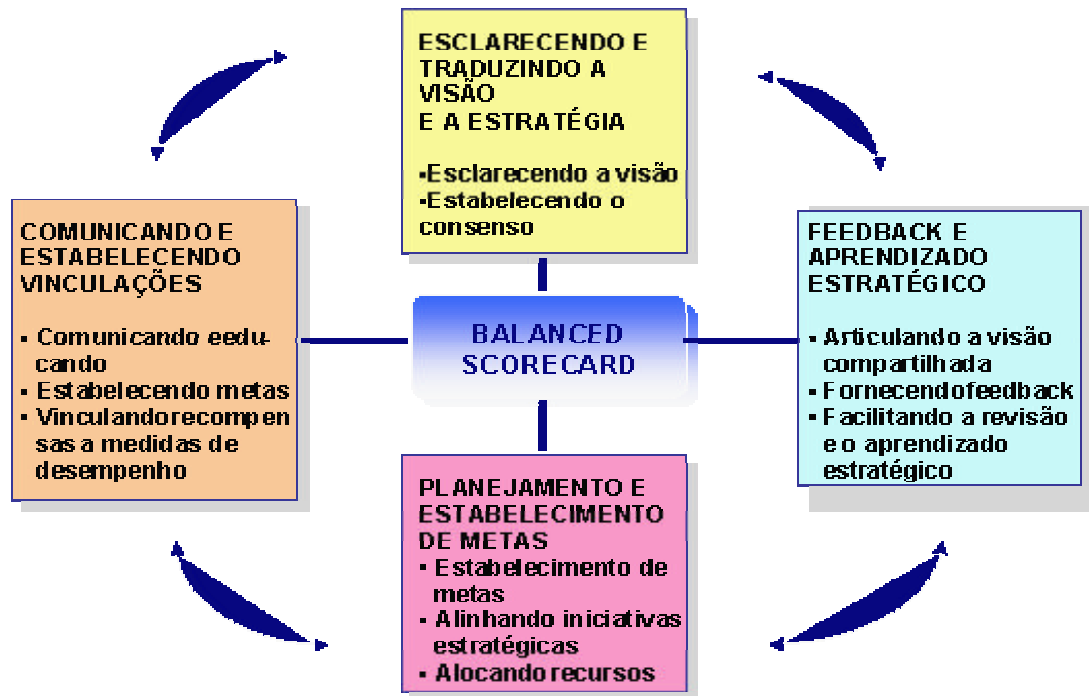 ESCLARECENDO E
TRADUZINDO A
VISÃO
E A ESTRATÉGIA
▪Esclarecendo a visão
▪Estabelecendo o
consenso
COMUNICANDO E
ESTABELECENDO
VINCULAÇÕES
▪ Comunicando eedu-
cando
▪ Estabelecendo metas
▪ Vinculandorecompen
sas a medidas de
desempenho
BALANCED
SCORECARD
FEEDBACK E
APRENDIZADO
ESTRATÉGICO
▪ Articulando a visão
compartilhada
▪ Fornecendofeedback
▪ Facilitando a revisão
e o aprendizado
estratégico
PLANEJAMENTO E
ESTABELECIMENTO
DE METAS
▪ Estabelecimento de
metas
▪ Alinhando iniciativas
estratégicas
▪ Alocando recursos